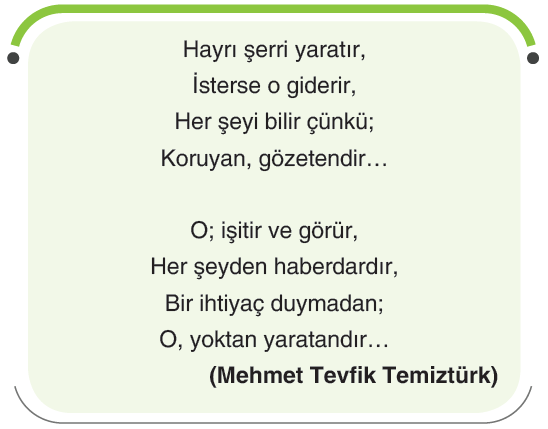 Hayrı şerri yaratır,
İsterse o giderir,
Her şeyi bilir çünkü;
Koruyan, gözetendir…
O; işitir ve görür,
Her şeyden haberdardır,
Bir ihtiyaç duymadan;
O, yoktan yaratandır…
(Mehmet Tevfik Temiztürk)